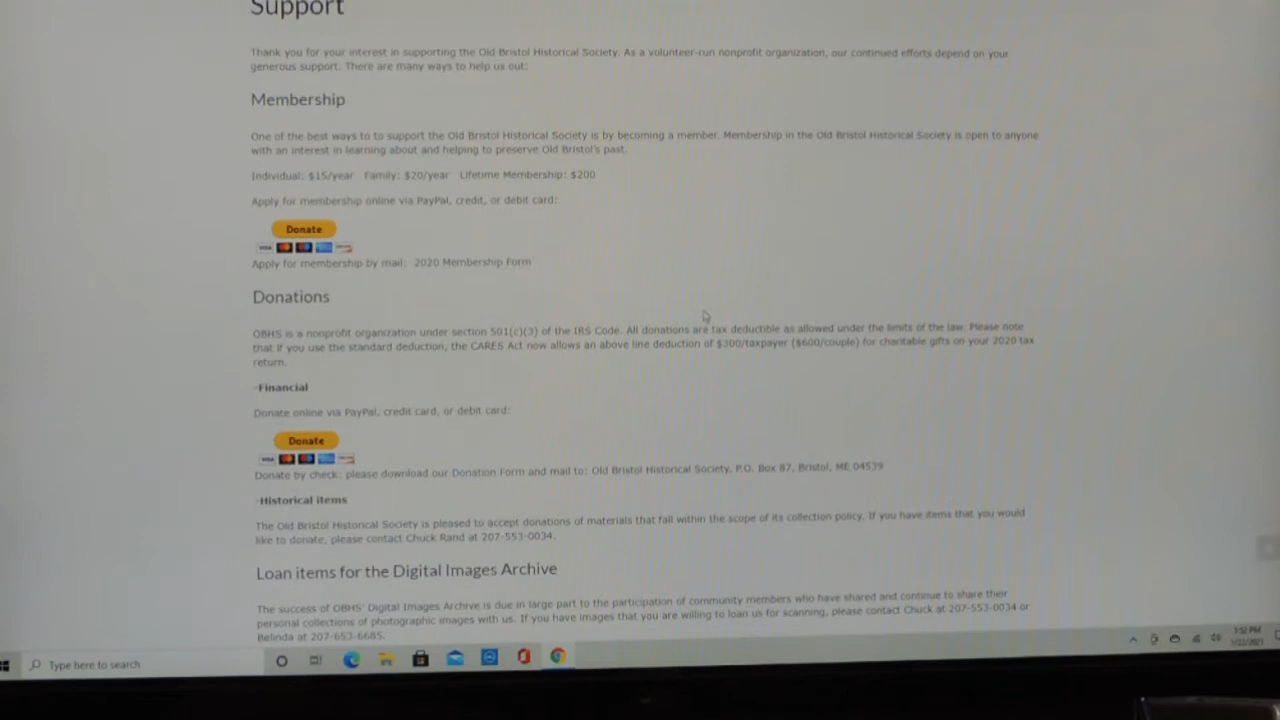 Support
Thank you for your interest in supporting the Old Bristol Historical Society. As a volunteer-run nonprofit organization, our continued efforts depend on your
generous support. There are many ways to help us out:
Membership
One of the best ways to to support the Old Bristol Historical Society is by becoming a member. Membership in the Old Bristol Historical Society is open to anyone
with an interest in learning about and helping to preserve Old Bristol's past.
Individual: $15/year Family: $20/year Lifetime Membership: $200
Apply for membership online via PayPal, credit, or debit card:
Donate
VISA
Apply for membership by mail: 2020 Membership Form
Donations
OBHS is a nonprofit organization under section 501(c)(3) of the IRS Code. All donations are tax deductible as allowed under the limits of the law. Please note
that if you use the standard deduction, the CARES Act now allows an above line deduction of $300/taxpayer ($600/couple) for charitable gifts on your 2020 tax
return.
-Financial
Donate online via PayPal, credit card, or debit card:
Donate
VISA
Donate by check: please download our Donation Form and mail to: Old Bristol Historical Society, P.O. Box 87, Bristol, ME 04539
-Historical items
The Old Bristol Historical Society is pleased to accept donations of materials that fall within the scope of its collection policy. If you have items that you would
like to donate, please contact Chuck Rand at 207-553-0034.
Loan items for the Digital Images Archive
The success of OBHS' Digital Images Archive is due in large part to the participation of community members who have shared and continue to share their
personal collections of photographic images with us. If you have images that you are willing to loan us for scanning, please contact Chuck at 207-553-0034 or
Belinda at 207-653-6685.
Type here to search